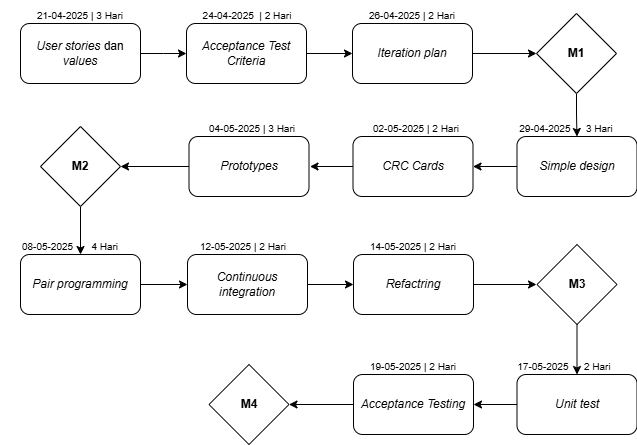 21-04-2025 | 3 Hari
User stories dan
values
24-04-2025 | 2 Hari
Acceptance Test
Criteria
26-04-2025 | 2 Hari
Iteration plan
M1
29-04-2025 3 Hari
Simple design
02-05-2025 | 2 Hari
CRC Cards
04-05-2025 | 3 Hari
Prototypes
M2
08-05-2025 4 Hari
Pair programming
12-05-2025 | 2 Hari
Continuous
integration
14-05-2025 | 2 Hari
Refactring
M3
17-05-2025 2 Hari
Unit test
19-05-2025 | 2 Hari
Acceptance Testing
M4